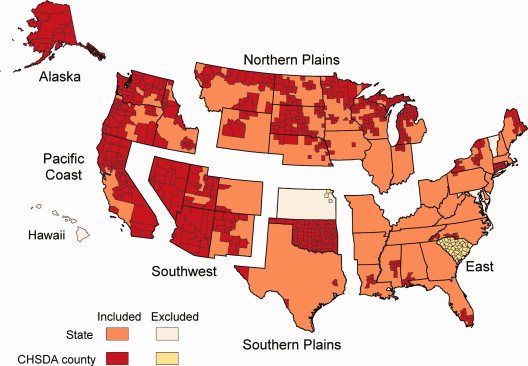 Northern Plains
Alaska
Pacific
Coast
Hawaii
Southwest
East
Included Excluded
State
CHSDA county
Southern Plains